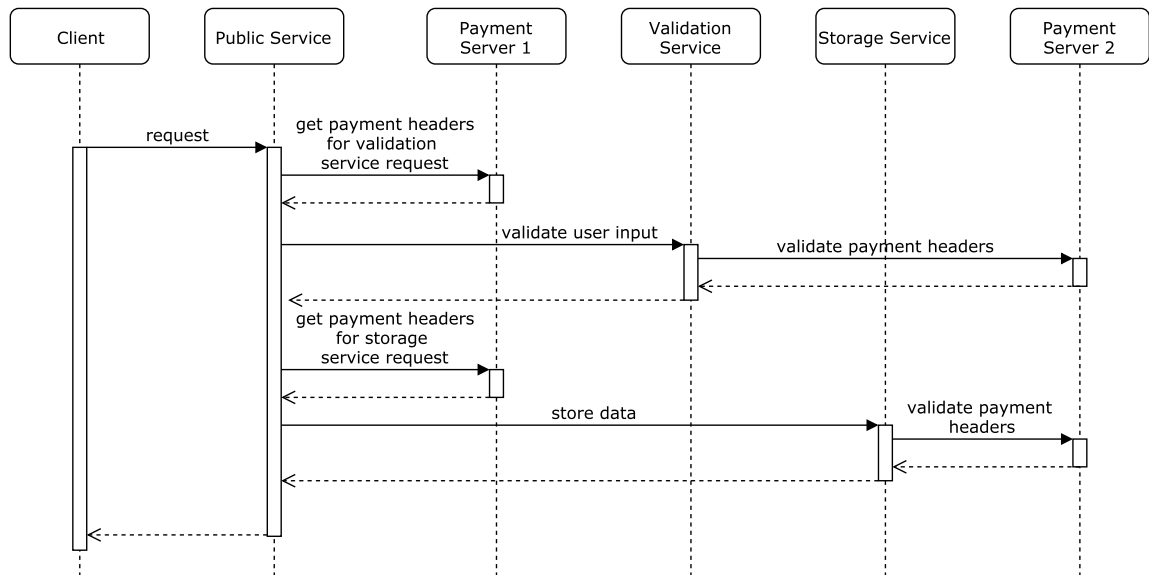 Client
Public Service
Payment
Server 1
Validation
Service
Storage Service
Payment
Server 2
request
get payment headers
for validation
service request
validate user input
validate payment headers
get payment headers
for storage
service request
store data
validate payment
headers